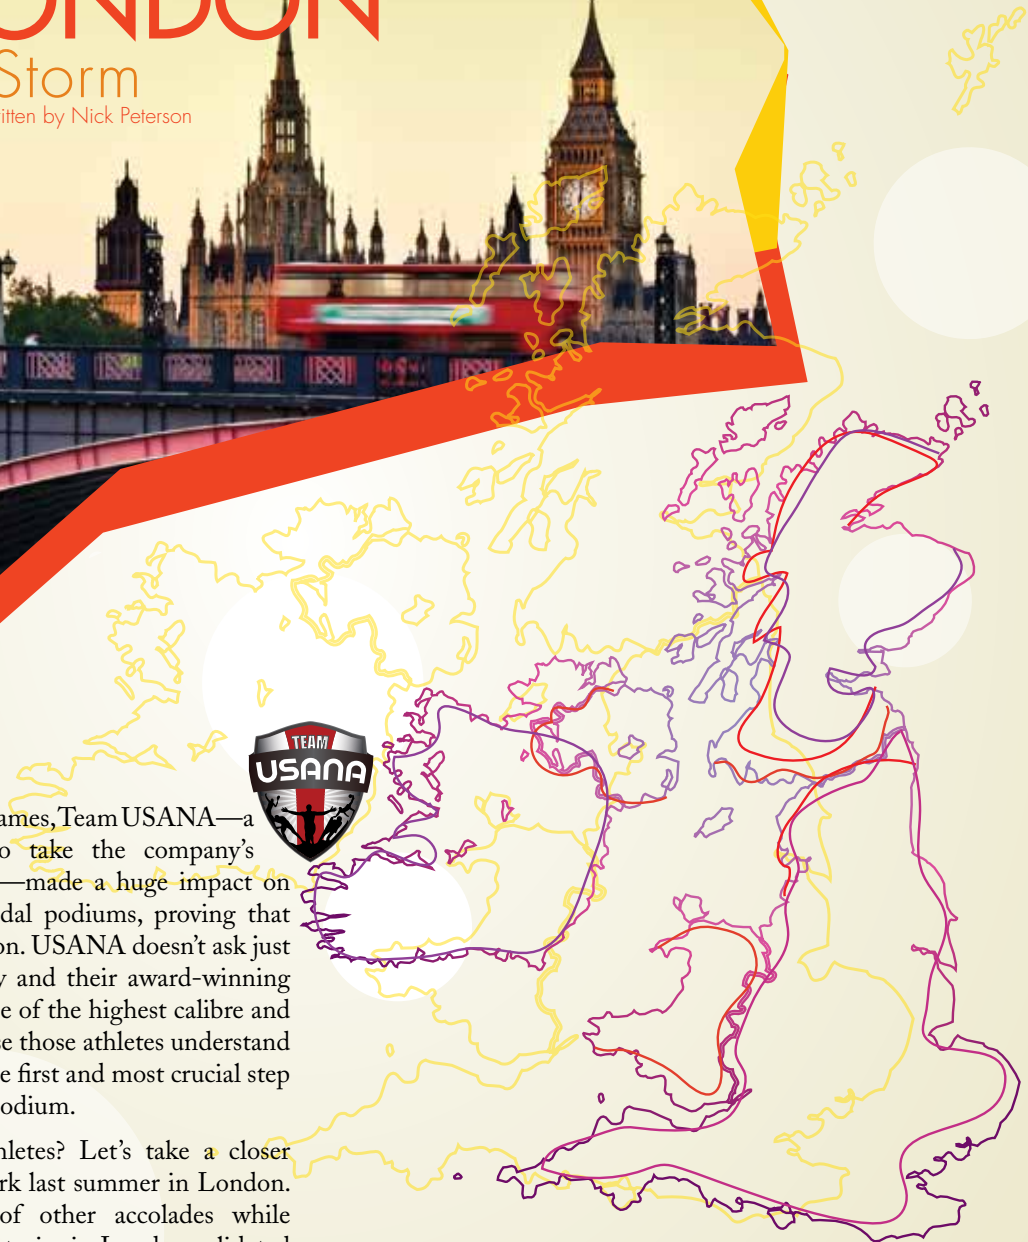 ONDON
Storm
itten by Nick Peterson
TEAM
USANA
ames, Team USANA—a
o take the company's
—made a huge impact on
dal podiums, proving that
on. USANA doesn't ask just
y and their award-winning
e of the highest calibre and
se those athletes understand
e first and most crucial step
odium.
hletes? Let's take a closer
rk last summer in London.
of other accolades while